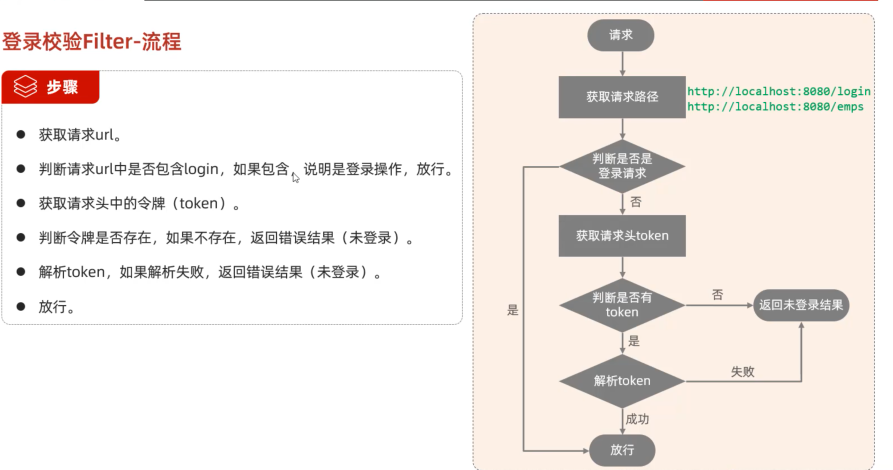 登录校验Filter-流程
步骤
获取请求url。
判断请求url中是否包含login，如果包含，说明是登录操作，放行。
获取请求头中的令牌（token）。
判断令牌是否存在，如果不存在，返回错误结果（未登录）。
解析token，如果解析失败，返回错误结果（未登录）。
放行。
请求
获取请求路径
http://localhost:8080/login
http://localhost:8080/emps
判断是否是
登录请求
否
获取请求头token
是
判断是否有
token
否
返回未登录结果
是
解析token
失败
成功
放行